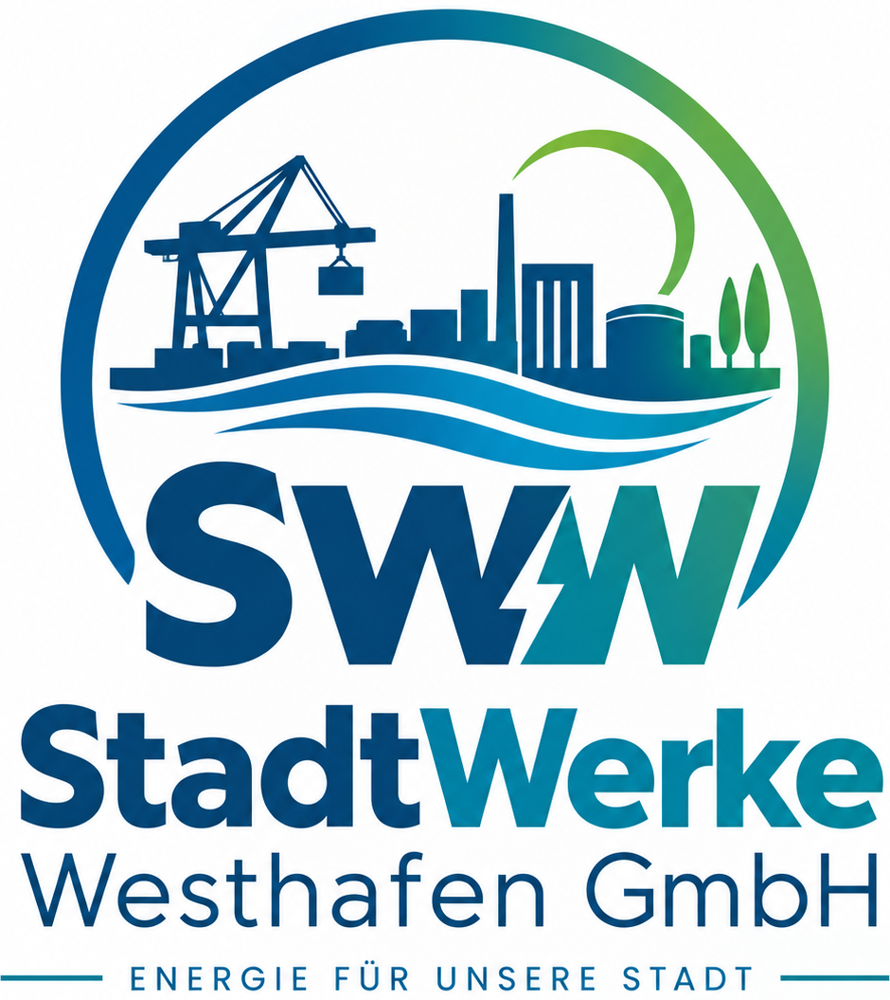 SWW
StadtWerke
Westhafen GmbH
ENERGIE FÜR UNSERE STADT